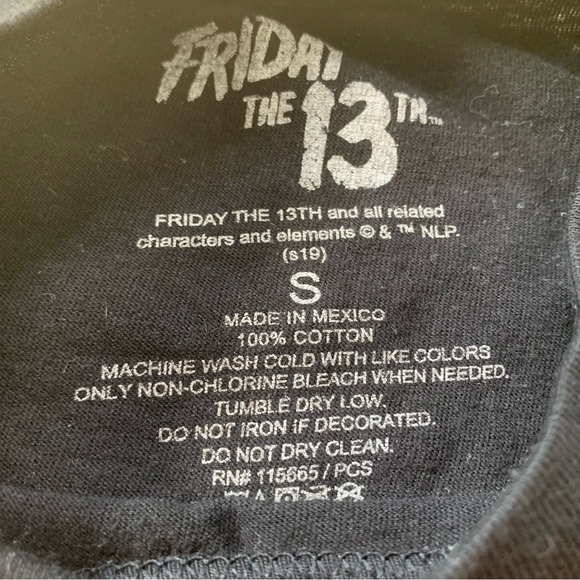 FRIDAY
THE 13TH™
FRIDAY THE 13TH and all related
characters and elements © & ™ NLP.
(s19)
S
MADE IN MEXICO
100% COTTON
MACHINE WASH COLD WITH LIKE COLORS
ONLY NON-CHLORINE BLEACH WHEN NEEDED.
TUMBLE DRY LOW.
DO NOT IRON IF DECORATED.
DO NOT DRY CLEAN.
RN# 115665 / PCS